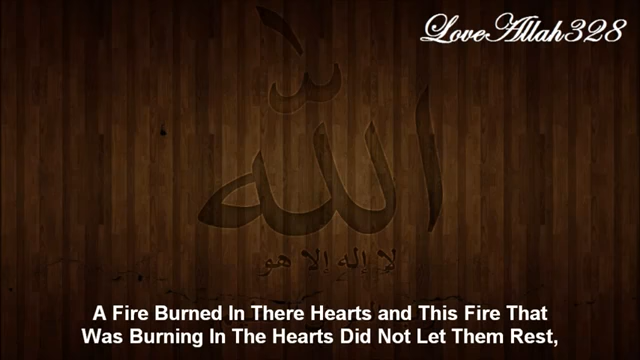 LoveAllah328
الله
لا إله إلا هو
A Fire Burned In There Hearts and This Fire That
Was Burning In The Hearts Did Not Let Them Rest,